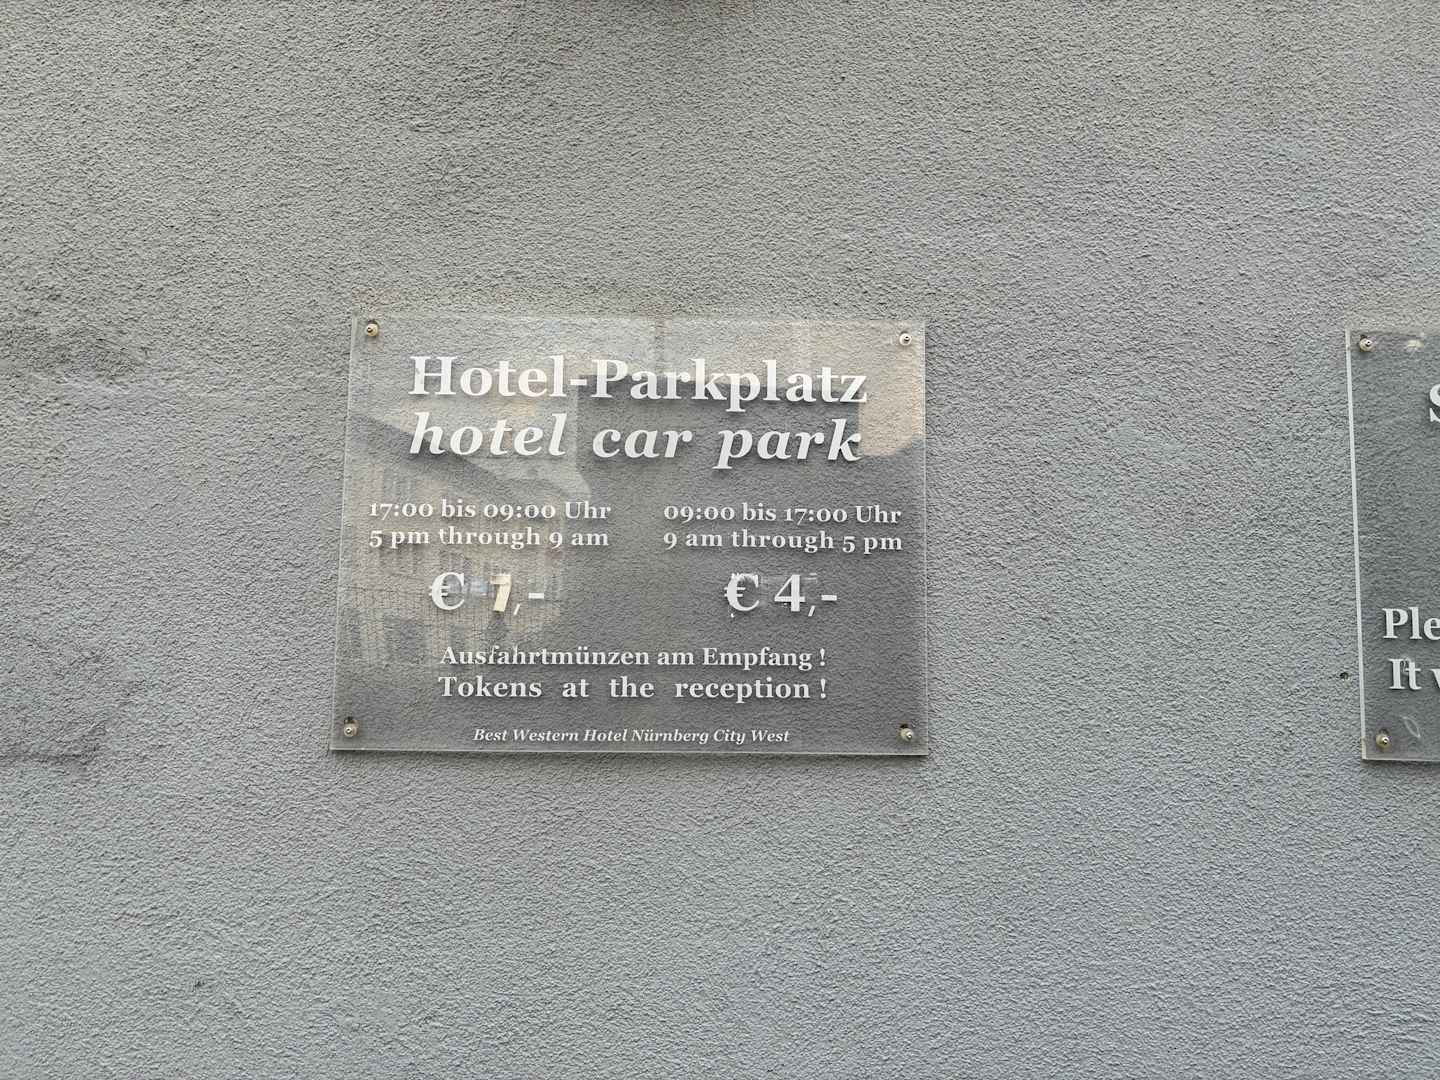 Hotel-Parkplatz
hotel car park
17:00 bis 09:00 Uhr
5 pm through 9 am
€ 7,-
09:00 bis 17:00 Uhr
9 am through 5 pm
€ 4,-
Ausfahrtmünzen am Empfang !
Tokens at the reception !
Best Western Hotel Nürnberg City West
It